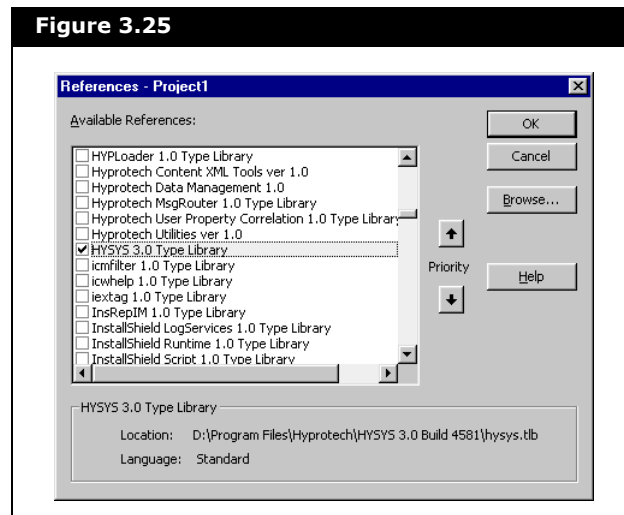 Figure 3.25
References - Project1
Available References:
HYPLoader 1.0 Type Library
Hyprotech Content XML Tools ver 1.0
Hyprotech Data Management 1.0
Hyprotech MsgRouter 1.0 Type Library
Hyprotech User Property Correlation 1.0 Type Library
Hyprotech Utilities ver 1.0
HYSYS 3.0 Type Library
icmfilter 1.0 Type Library
icwhelp 1.0 Type Library
iextag 1.0 Type Library
InsRepIM 1.0 Type Library
InstallShield LogServices 1.0 Type Library
InstallShield Runtime 1.0 Type Library
InstallShield Script 1.0 Type Library
OK
Cancel
Browse...
Priority
Help
HYSYS 3.0 Type Library
Location: D:\Program Files\Hyprotech\HYSYS 3.0 Build 4581\hysys.tlb
Language: Standard